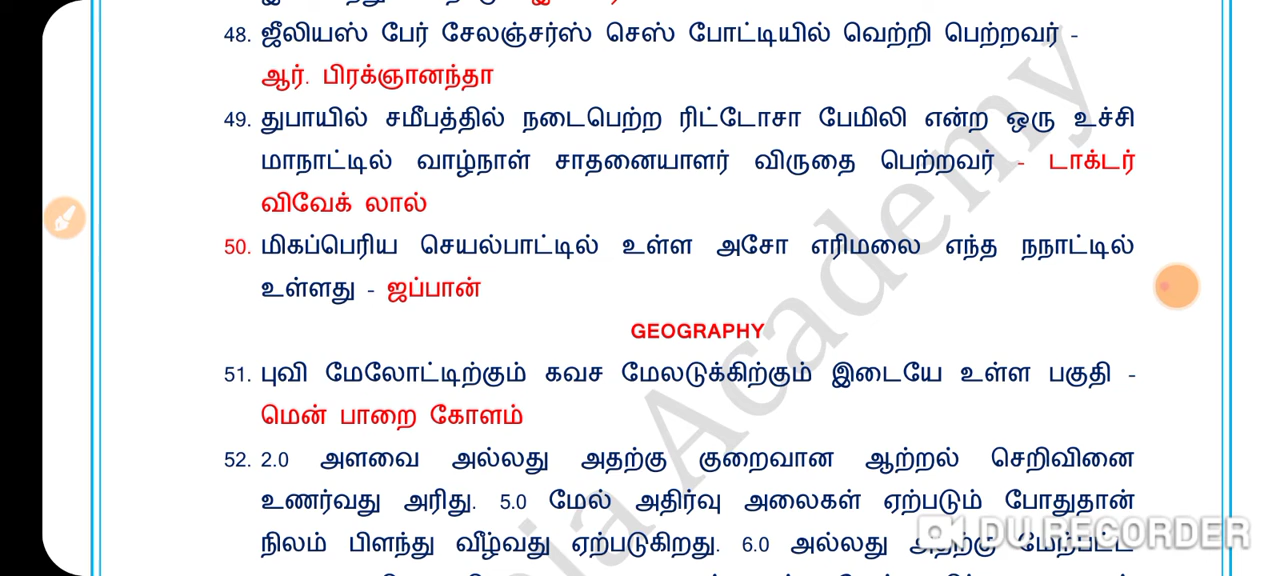 48. ஜீலியஸ் பேர் சேலஞ்சர்ஸ் செஸ் போட்டியில் வெற்றி பெற்றவர் -
ஆர். பிரக்ஞானந்தா
49. துபாயில் சமீபத்தில் நடைபெற்ற ரிட்டோசா பேமிலி என்ற ஒரு உச்சி
மாநாட்டில் வாழ்நாள் சாதனையாளர் விருதை பெற்றவர் - டாக்டர்
விவேக் லால்
50. மிகப்பெரிய செயல்பாட்டில் உள்ள அசோ எரிமலை எந்த நநாட்டில்
உள்ளது - ஜப்பான்
GEOGRAPHY
51. புவி மேலோட்டிற்கும் கவச மேலடுக்கிற்கும் இடையே உள்ள பகுதி -
மென் பாறை கோளம்
52. 2.0 அளவை அல்லது அதற்கு குறைவான ஆற்றல் செறிவினை
உணர்வது அரிது. 5.0 மேல் அதிர்வு அலைகள் ஏற்படும் போதுதான்
நிலம் பிளந்து வீழ்வது ஏற்படுகிறது. 6.0 அல்லது அதற்கு மேற்பட்ட
Academy
DU RECORDER